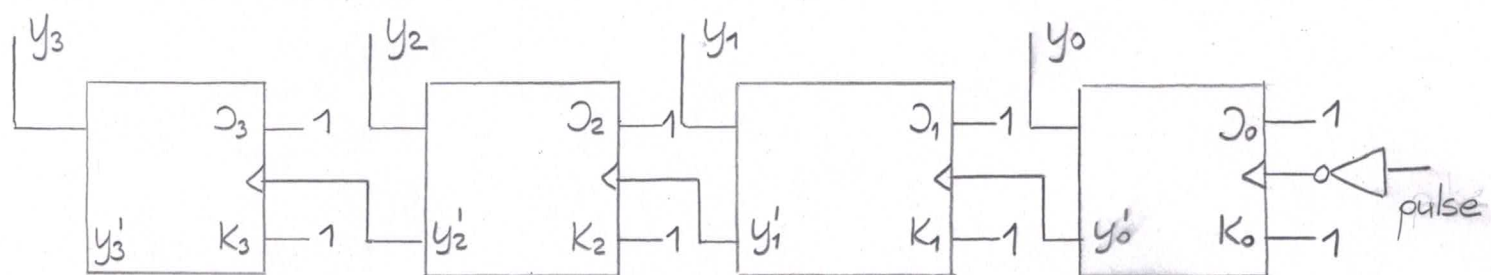 y₃ y₂ y₁ y₀
J₃ 1 J₂ 1 J₁ 1 J₀ 1
pulse
y₃' K₃ 1 y₂' K₂ 1 y₁' K₁ 1 y₀' K₀ 1